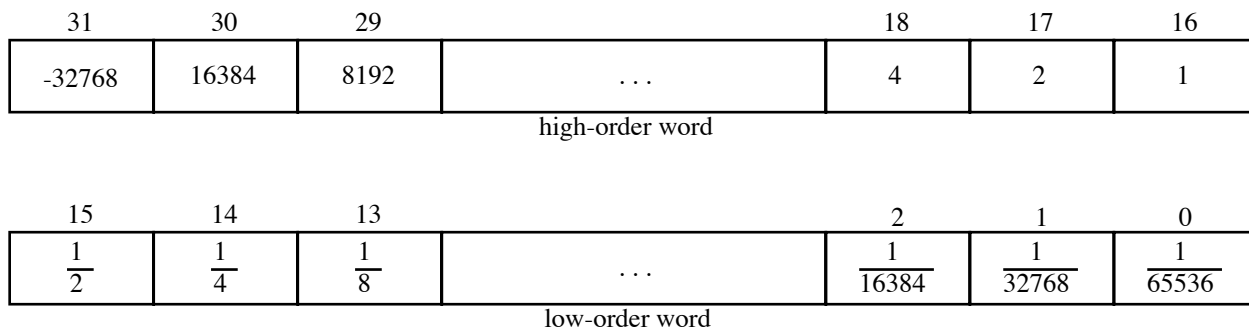 31 30 29 18 17 16
-32768 16384 8192 . . . 4 2 1
high-order word
15 14 13 2 1 0
1/2 1/4 1/8 . . . 1/16384 1/32768 1/65536
low-order word